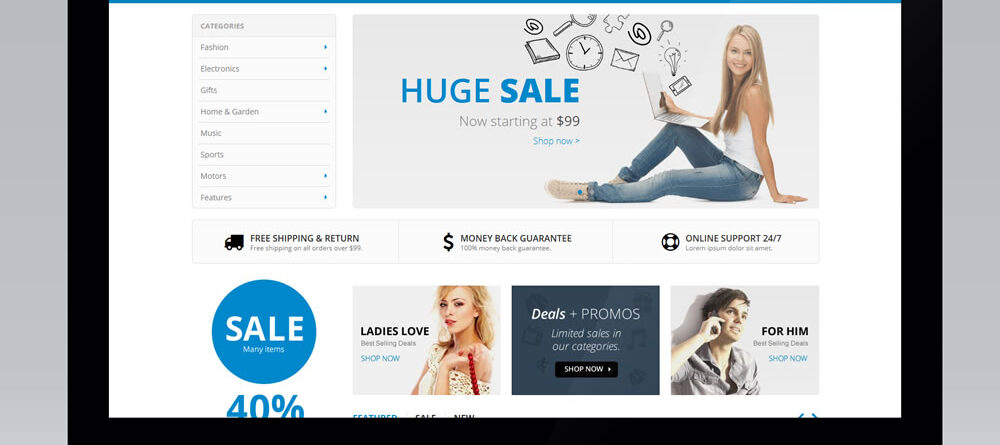 CATEGORIES
Fashion
Electronics
Gifts
Home & Garden
Music
Sports
Motors
Features
HUGE SALE
Now starting at $99
Shop now >
FREE SHIPPING & RETURN
Free shipping on all orders over $99.
MONEY BACK GUARANTEE
100% money back guarantee.
ONLINE SUPPORT 24/7
Lorem ipsum dolor sit amet.
SALE
Many items
40%
LADIES LOVE
Best Selling Deals
SHOP NOW
Deals + PROMOS
Limited sales in
our categories.
SHOP NOW
FOR HIM
Best Selling Deals
SHOP NOW
FEATURED SALE NEW